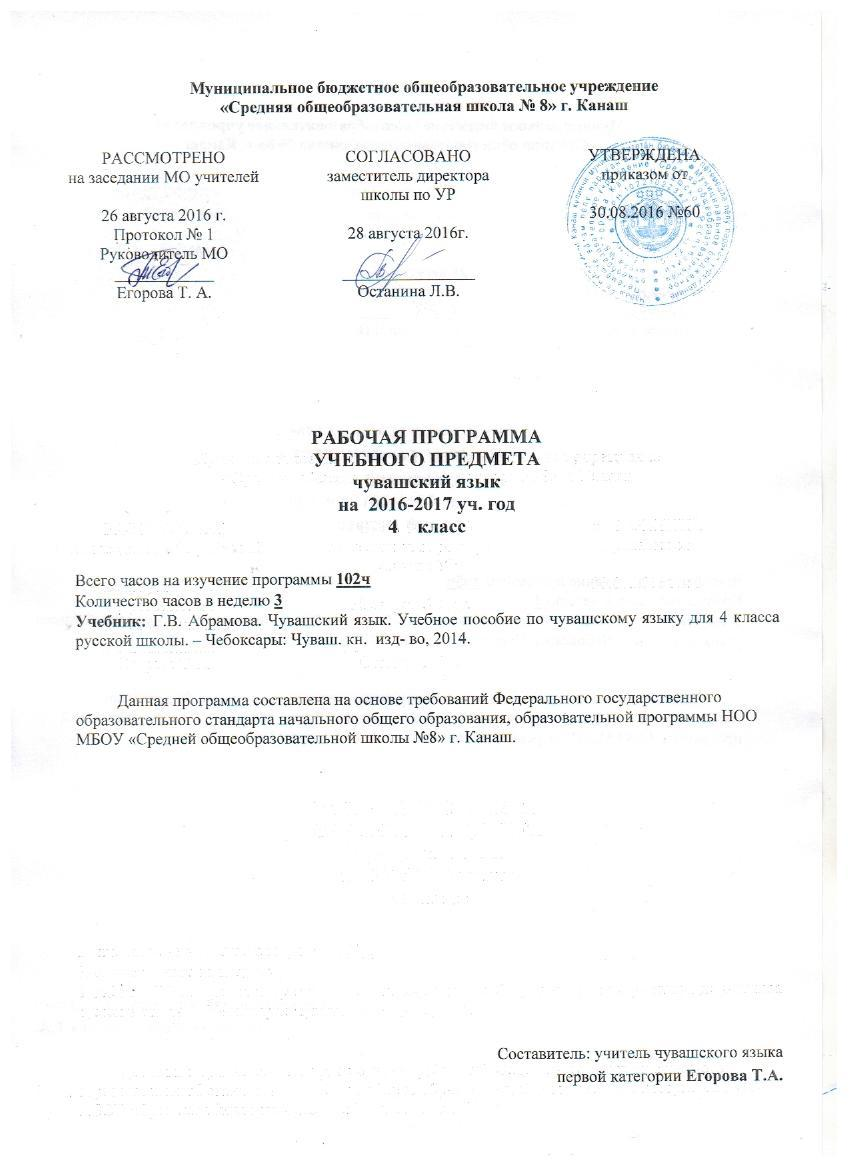 Муниципальное бюджетное общеобразовательное учреждение
«Средняя общеобразовательная школа № 8» г. Канаш
РАССМОТРЕНО
на заседании МО учителей
26 августа 2016 г.
Протокол № 1
Руководитель МО
Егорова Т. А.
СОГЛАСОВАНО
заместитель директора
школы по УР
28 августа 2016г.
Останина Л.В.
УТВЕРЖДЕНА
приказом от
30.08.2016 №60
РАБОЧАЯ ПРОГРАММА
УЧЕБНОГО ПРЕДМЕТА
чувашский язык
на 2016-2017 уч. год
4 класс
Всего часов на изучение программы 102ч
Количество часов в неделю 3
Учебник: Г.В. Абрамова. Чувашский язык. Учебное пособие по чувашскому языку для 4 класса
русской школы. – Чебоксары: Чуваш. кн. изд- во, 2014.
Данная программа составлена на основе требований Федерального государственного
образовательного стандарта начального общего образования, образовательной программы НОО
МБОУ «Средней общеобразовательной школы №8» г. Канаш.
Составитель: учитель чувашского языка
первой категории Егорова Т.А.